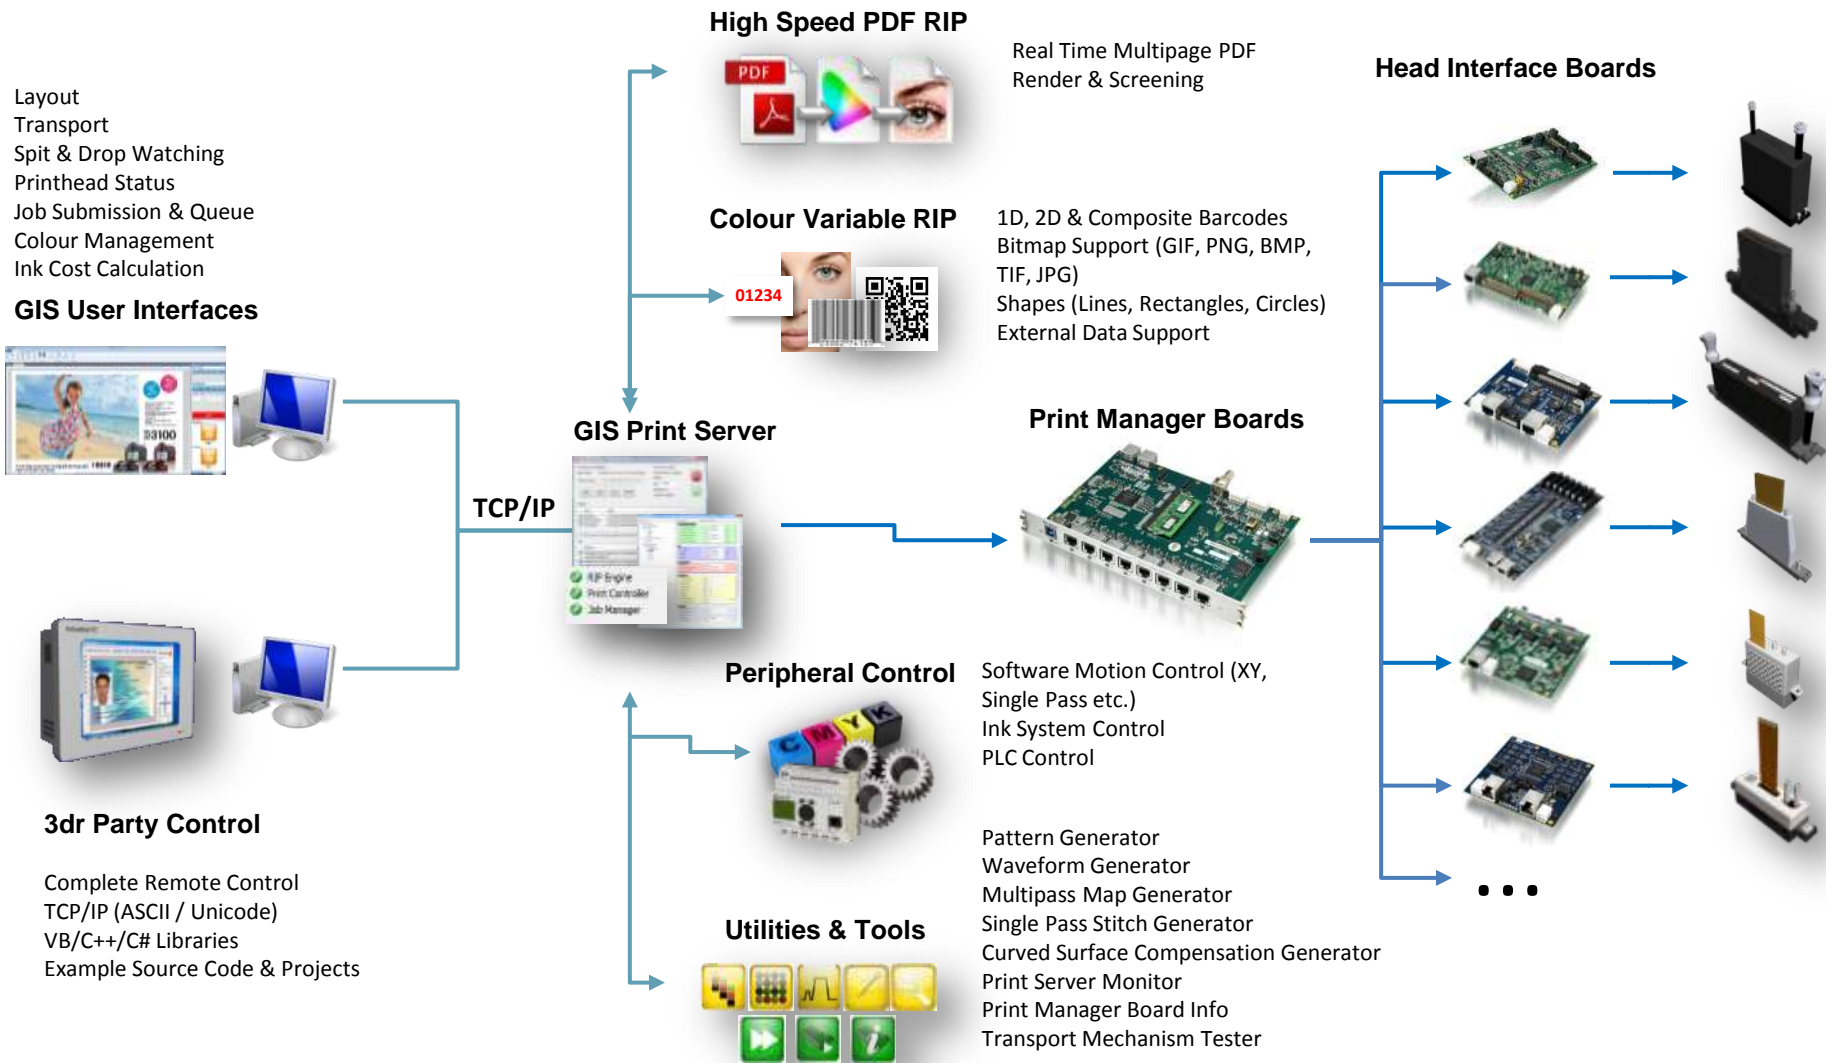 High Speed PDF RIP
PDF
Real Time Multipage PDF
Render & Screening
Head Interface Boards
Layout
Transport
Spit & Drop Watching
Printhead Status
Job Submission & Queue
Colour Management
Ink Cost Calculation
GIS User Interfaces
Colour Variable RIP
01234
1D, 2D & Composite Barcodes
Bitmap Support (GIF, PNG, BMP,
TIF, JPG)
Shapes (Lines, Rectangles, Circles)
External Data Support
D3100
GIS Print Server
TCP/IP
RIP Engine
Print Controller
Job Manager
Print Manager Boards
3dr Party Control
Complete Remote Control
TCP/IP (ASCII / Unicode)
VB/C++/C# Libraries
Example Source Code & Projects
Peripheral Control
C M Y K
Software Motion Control (XY,
Single Pass etc.)
Ink System Control
PLC Control
Utilities & Tools
Pattern Generator
Waveform Generator
Multipass Map Generator
Single Pass Stitch Generator
Curved Surface Compensation Generator
Print Server Monitor
Print Manager Board Info
Transport Mechanism Tester
...